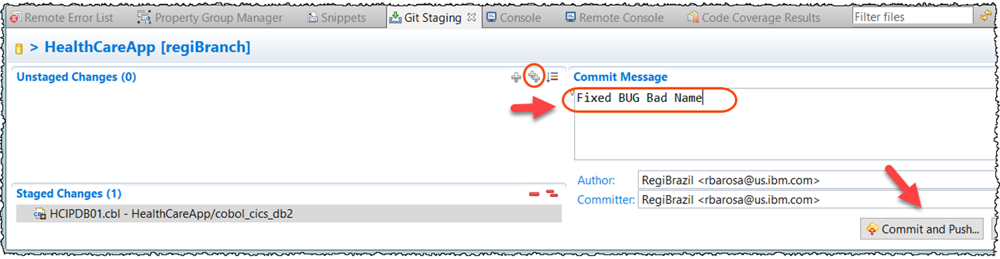 Remote Error List Property Group Manager Snippets Git Staging Console Remote Console Code Coverage Results Filter files
> HealthCareApp [regiBranch]
Unstaged Changes (0)
Commit Message
Fixed BUG Bad Name
Author: RegiBrazil <rbarosa@us.ibm.com>
Committer: RegiBrazil <rbarosa@us.ibm.com>
Staged Changes (1)
HCIPDB01.cbl - HealthCareApp/cobol_cics_db2
Commit and Push...